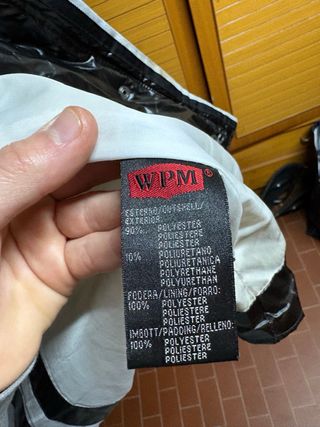 WPM®
ESTERNO/OUTSHELL/
EXTERIOR:
90% POLYESTER
POLIESTERE
POLIESTER
10% POLIURETANO
POLIURETANICA
POLYRETHANE
POLYURETHAN
FODERA/LINING/FORRO:
100% POLYESTER
POLIESTERE
POLIESTER
IMBOTT/PADDING/RELLENO:
100% POLYESTER
POLIESTERE
POLIESTER